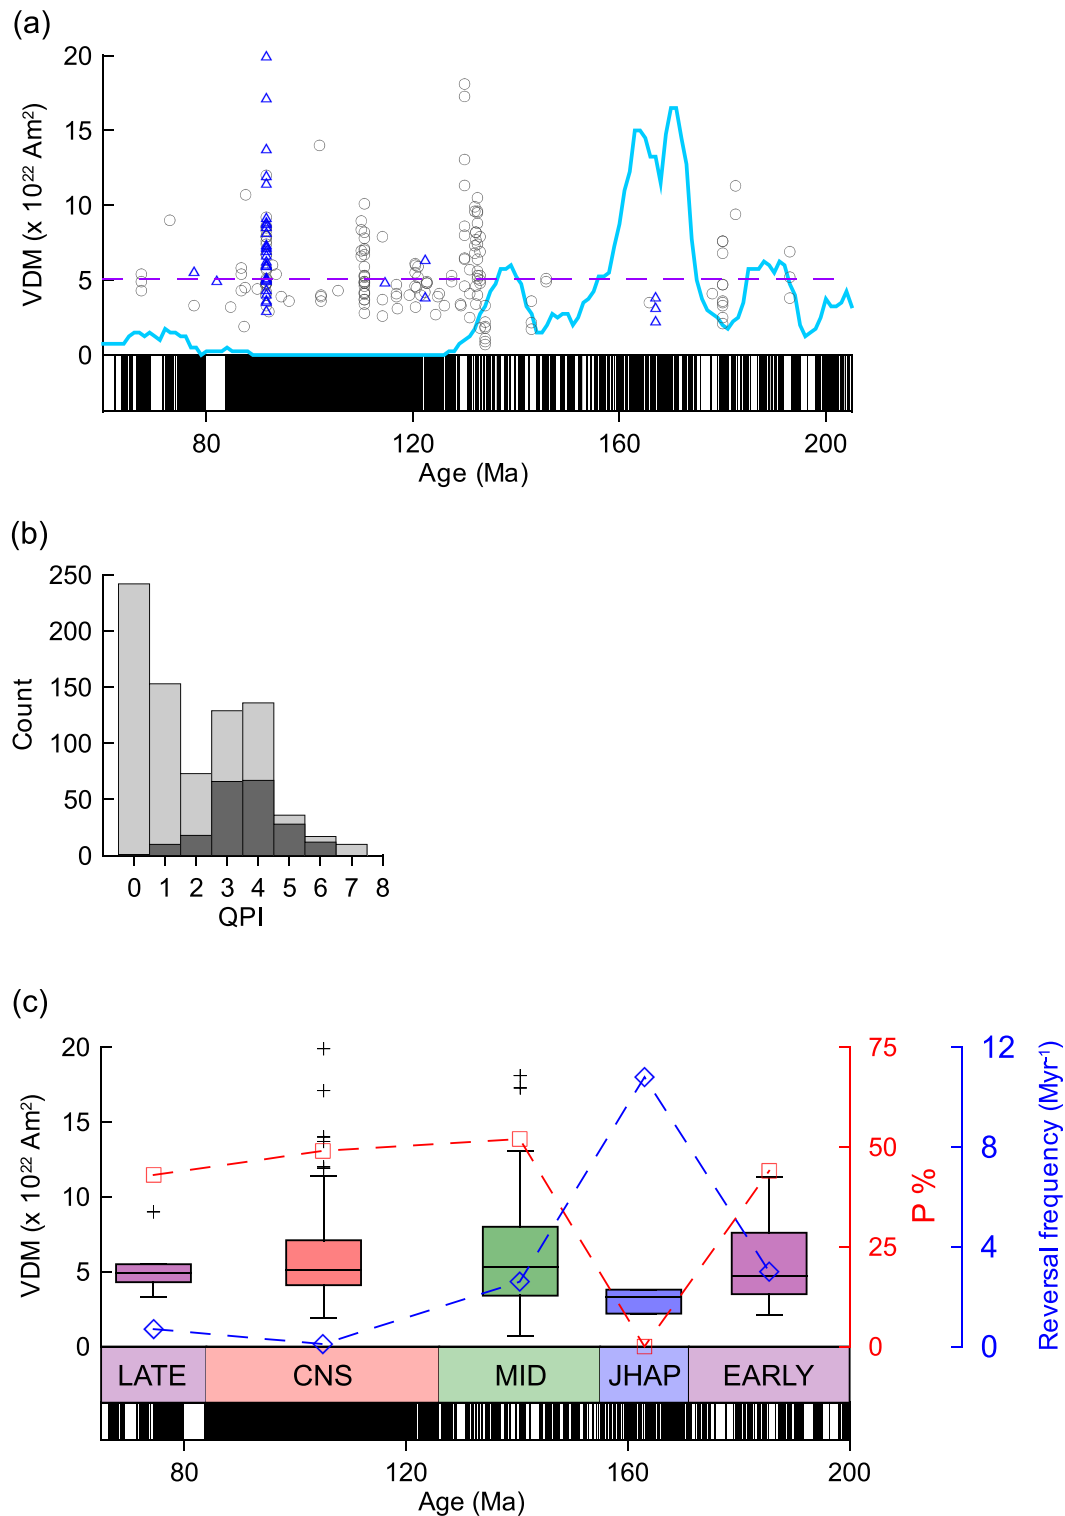 (a)
VDM (x 10²² Am²)
20
15
10
5
0
80 120 160 200
Age (Ma)
(b)
Count
250
200
150
100
50
0
0 1 2 3 4 5 6 7 8
QPI
(c)
VDM (x 10²² Am²)
20
15
10
5
0
75
50
25
0
P %
12
8
4
0
Reversal frequency (Myr⁻¹)
LATE CNS MID JHAP EARLY
80 120 160 200
Age (Ma)